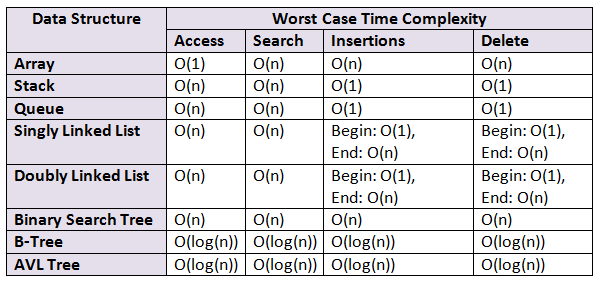 Data Structure Worst Case Time Complexity
Access Search Insertions Delete
Array O(1) O(n) O(n) O(n)
Stack O(n) O(n) O(1) O(1)
Queue O(n) O(n) O(1) O(1)
Singly Linked List O(n) O(n) Begin: O(1), Begin: O(1),
End: O(n) End: O(n)
Doubly Linked List O(n) O(n) Begin: O(1), Begin: O(1),
End: O(n) End: O(n)
Binary Search Tree O(n) O(n) O(n) O(n)
B-Tree O(log(n)) O(log(n)) O(log(n)) O(log(n))
AVL Tree O(log(n)) O(log(n)) O(log(n)) O(log(n))